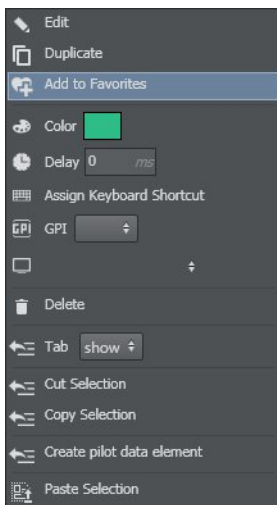 Edit
Duplicate
Add to Favorites
Color
Delay 0 ms
Assign Keyboard Shortcut
GPI GPI
Delete
Tab show
Cut Selection
Copy Selection
Create pilot data element
Paste Selection